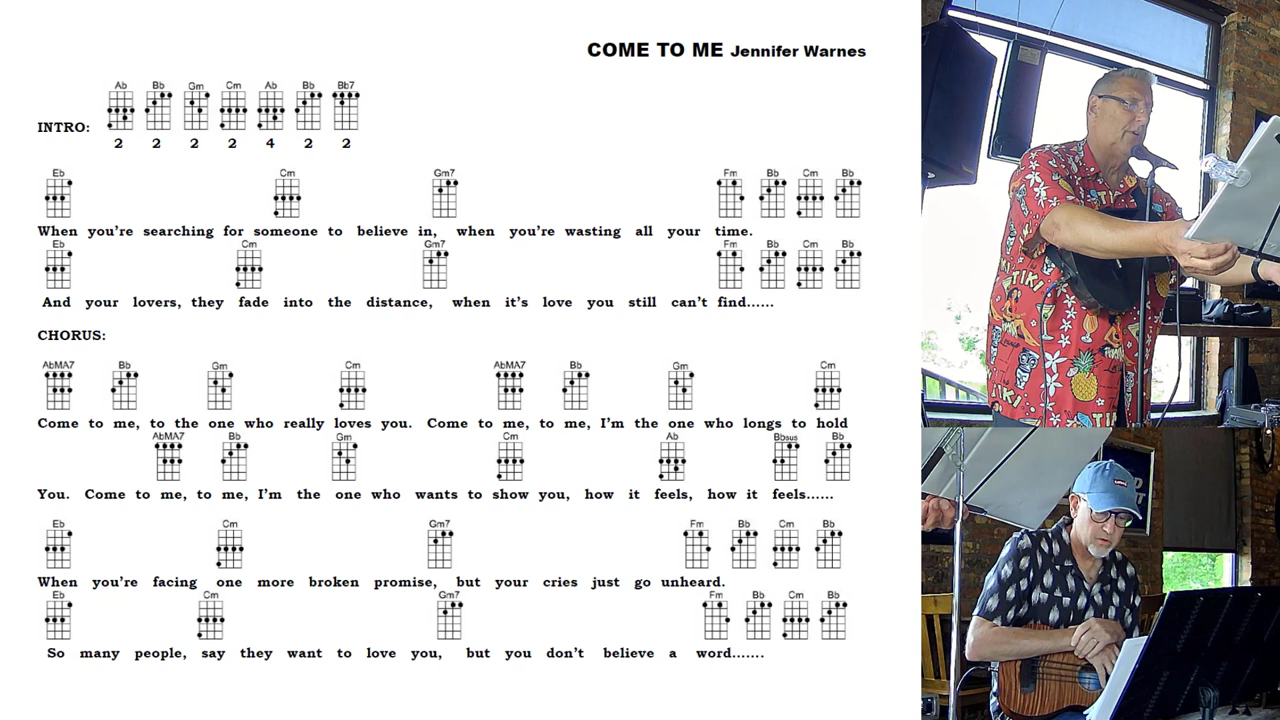 COME TO ME Jennifer Warnes
Ab Bb Gm Cm Ab Bb Bb7
INTRO:
2 2 2 2 4 2 2
Eb Cm Gm7 Fm Bb Cm Bb
When you're searching for someone to believe in, when you're wasting all your time.
Eb Cm Gm7 Fm Bb Cm Bb
And your lovers, they fade into the distance, when it's love you still can't find......
CHORUS:
AbMA7 Bb Gm Cm AbMA7 Bb Gm Cm
Come to me, to the one who really loves you. Come to me, to me, I'm the one who longs to hold
AbMA7 Bb Gm Cm Ab Bbsus Bb
You. Come to me, to me, I'm the one who wants to show you, how it feels, how it feels......
Eb Cm Gm7 Fm Bb Cm Bb
When you're facing one more broken promise, but your cries just go unheard.
Eb Cm Gm7 Fm Bb Cm Bb
So many people, say they want to love you, but you don't believe a word.......
TIKI
TIKI